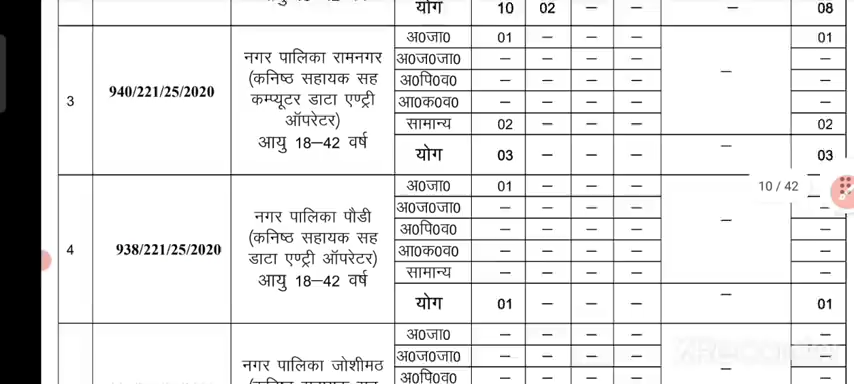 योग 10 02 – – – 08
3 940/221/25/2020 नगर पालिका रामनगर (कनिष्ठ सहायक सह कम्प्यूटर डाटा एण्ट्री ऑपरेटर) आयु 18–42 वर्ष
अ0जा0 01 – – – – 01
अ0ज0जा0 – – – – –
अ0पि0व0 – – – – –
आ0क0व0 – – – – –
सामान्य 02 – – – 02
योग 03 – – – – 03
10 / 42
4 938/221/25/2020 नगर पालिका पौडी (कनिष्ठ सहायक सह डाटा एण्ट्री ऑपरेटर) आयु 18–42 वर्ष
अ0जा0 01 – – – –
अ0ज0जा0 – – – – –
अ0पि0व0 – – – – –
आ0क0व0 – – – – –
सामान्य – – – – –
योग 01 – – – – 01
नगर पालिका जोशीमठ
अ0जा0 – – – – –
अ0ज0जा0 – – – – –
अ0पि0व0 – – – – –